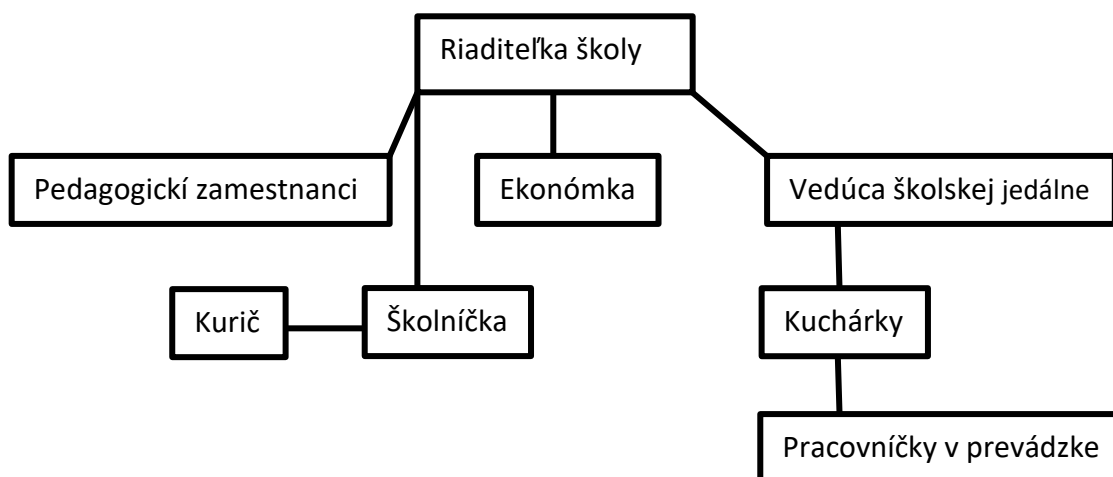 Riaditeľka školy
Pedagogickí zamestnanci
Ekonómka
Vedúca školskej jedálne
Kurič
Školníčka
Kuchárky
Pracovníčky v prevádzke